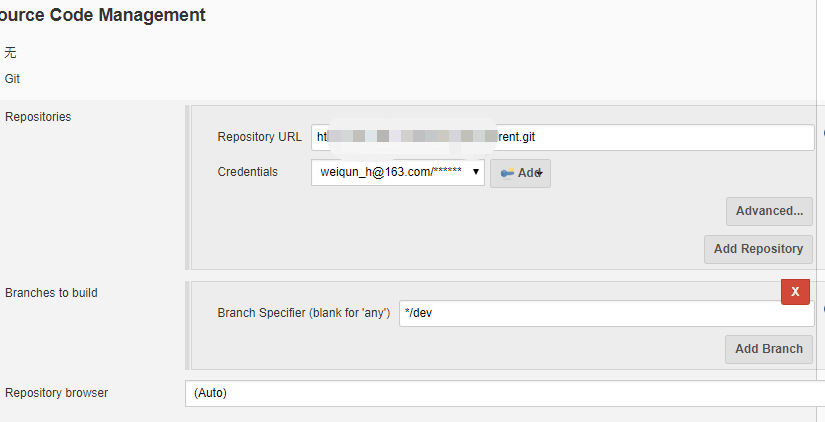 ource Code Management
无
Git
Repositories
Repository URL ht rent.git
Credentials weiqun_h@163.com/****** Add
Advanced...
Add Repository
Branches to build
X
Branch Specifier (blank for 'any') */dev
Add Branch
Repository browser (Auto)